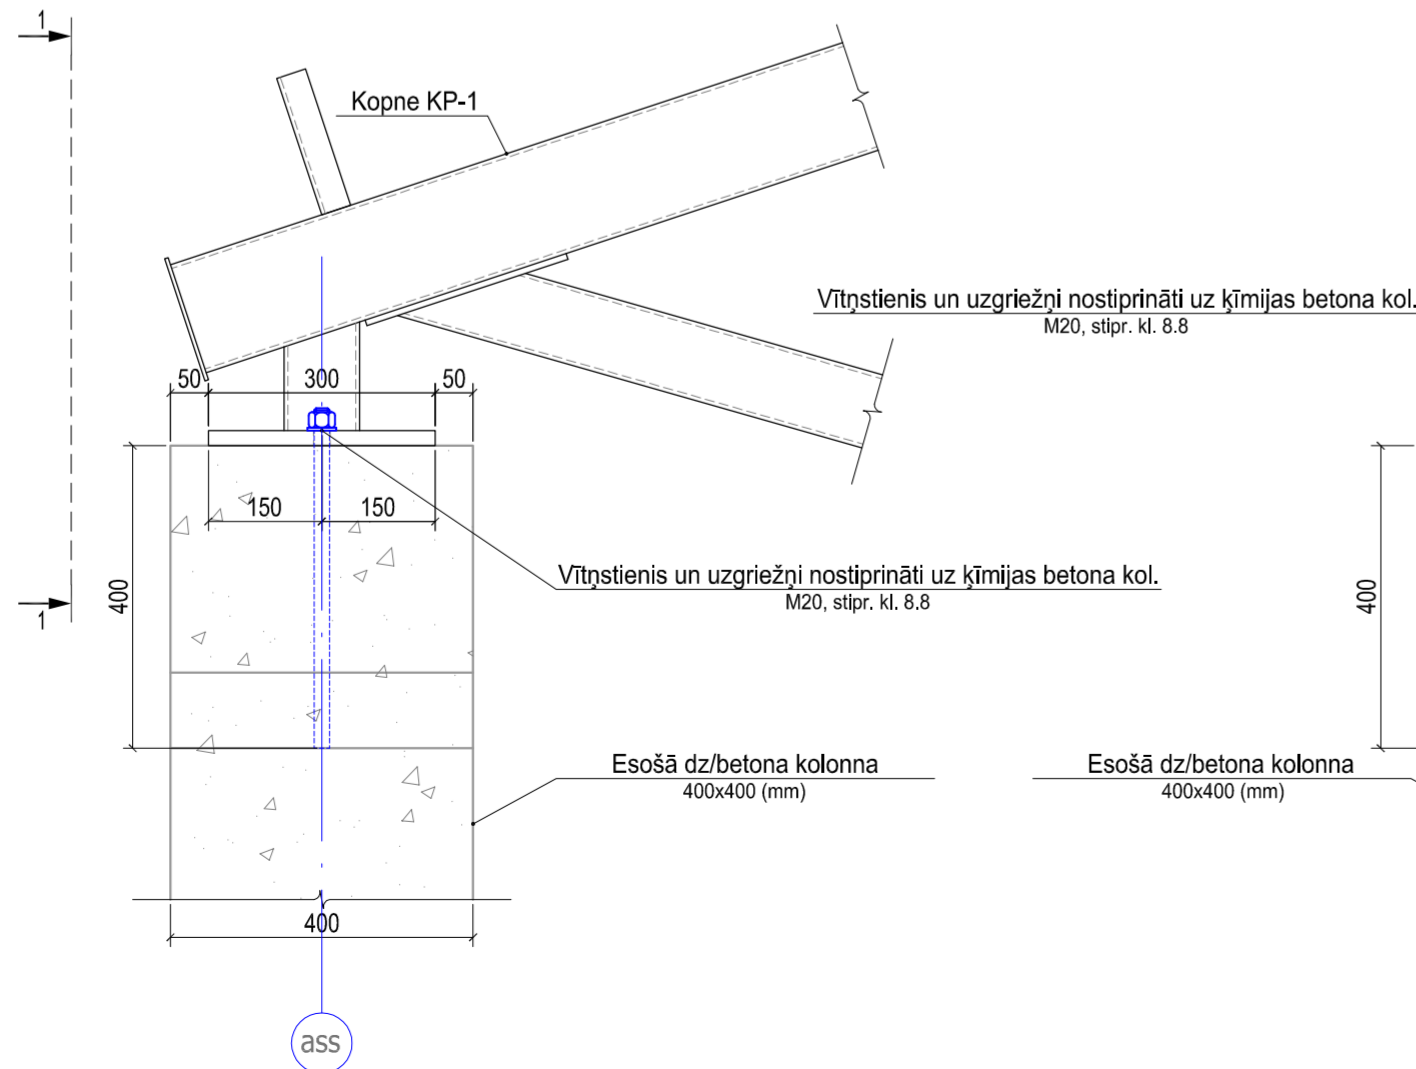 1
Kopne KP-1
Vītņstienis un uzgriežņi nostiprināti uz ķīmijas betona kol.
M20, stipr. kl. 8.8
50 300 50
150 150
400
Vītņstienis un uzgriežņi nostiprināti uz ķīmijas betona kol.
M20, stipr. kl. 8.8
400
1
Esošā dz/betona kolonna
400x400 (mm)
Esošā dz/betona kolonna
400x400 (mm)
400
ass